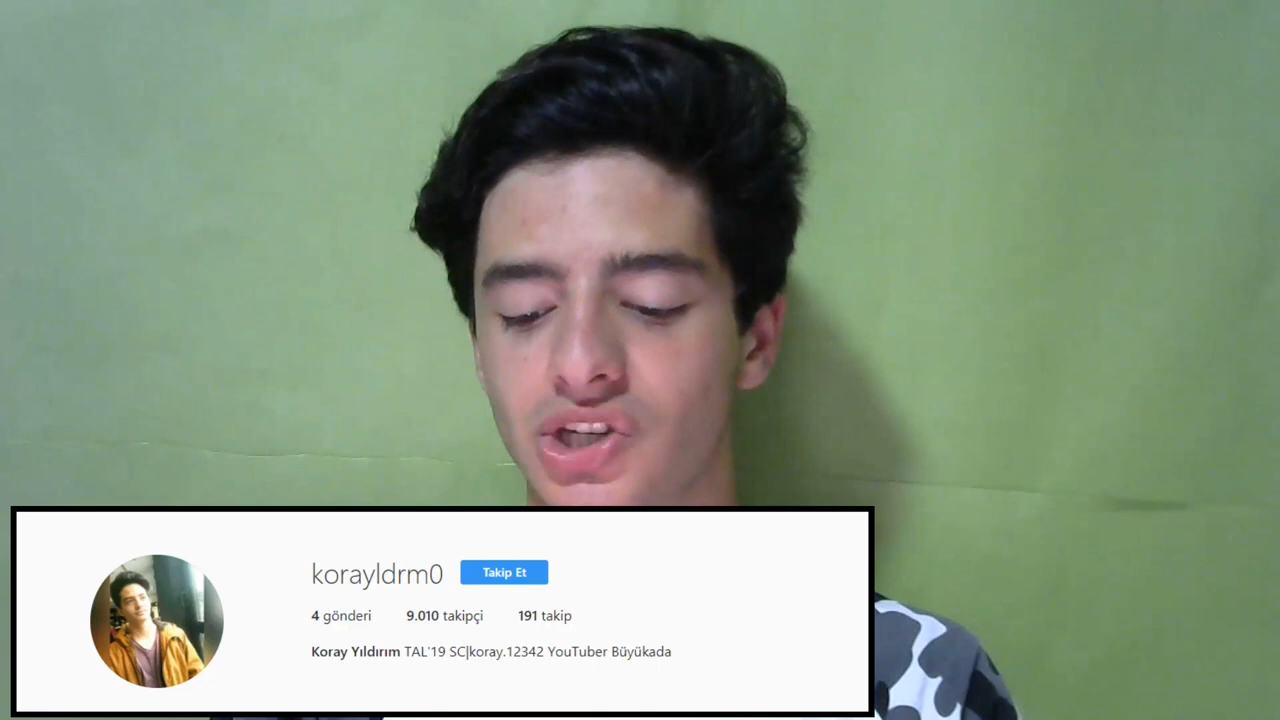 korayldrm0 Takip Et
4 gönderi 9.010 takipçi 191 takip
Koray Yıldırım TAL'19 SC|koray.12342 YouTuber Büyükada